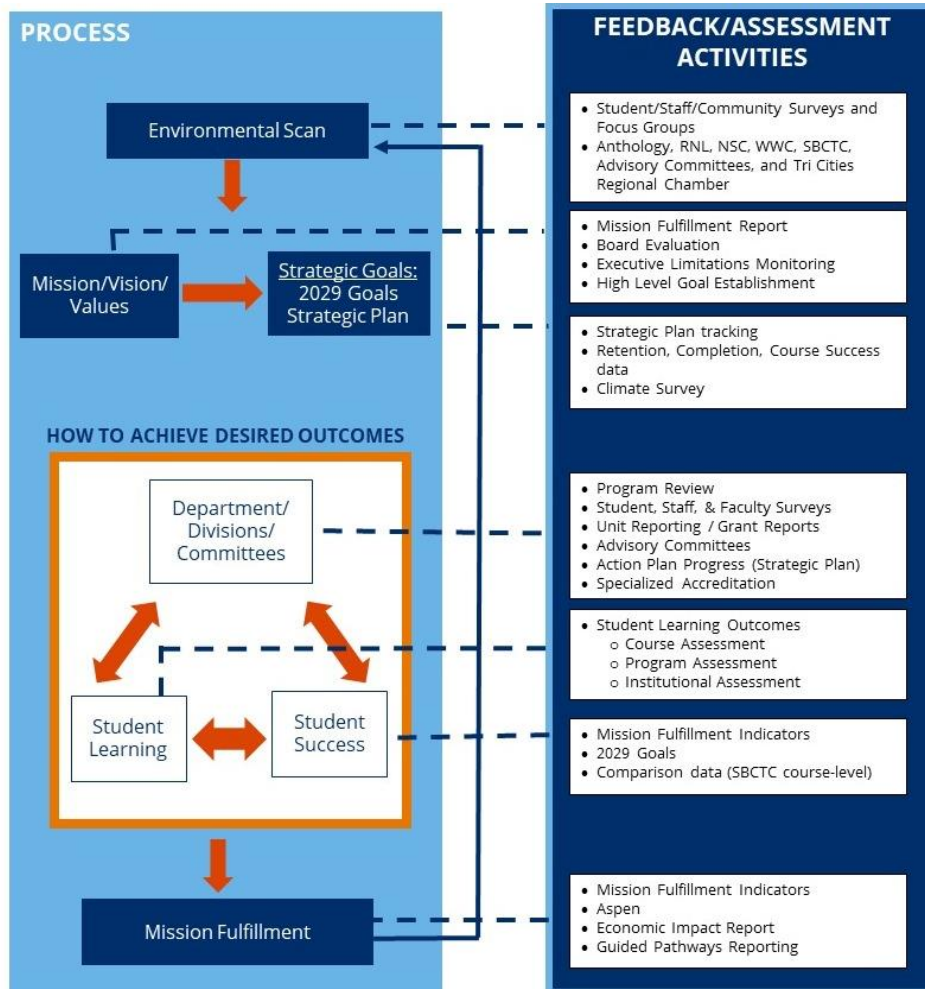 PROCESS
Environmental Scan
Mission/Vision/
Values
Strategic Goals:
2029 Goals
Strategic Plan
HOW TO ACHIEVE DESIRED OUTCOMES
Department/
Divisions/
Committees
Student
Learning
Student
Success
Mission Fulfillment
FEEDBACK/ASSESSMENT
ACTIVITIES
• Student/Staff/Community Surveys and
Focus Groups
• Anthology, RNL, NSC, WWC, SBCTC,
Advisory Committees, and Tri Cities
Regional Chamber
• Mission Fulfillment Report
• Board Evaluation
• Executive Limitations Monitoring
• High Level Goal Establishment
• Strategic Plan tracking
• Retention, Completion, Course Success
data
• Climate Survey
• Program Review
• Student, Staff, & Faculty Surveys
• Unit Reporting / Grant Reports
• Advisory Committees
• Action Plan Progress (Strategic Plan)
• Specialized Accreditation
• Student Learning Outcomes
o Course Assessment
o Program Assessment
o Institutional Assessment
• Mission Fulfillment Indicators
• 2029 Goals
• Comparison data (SBCTC course-level)
• Mission Fulfillment Indicators
• Aspen
• Economic Impact Report
• Guided Pathways Reporting